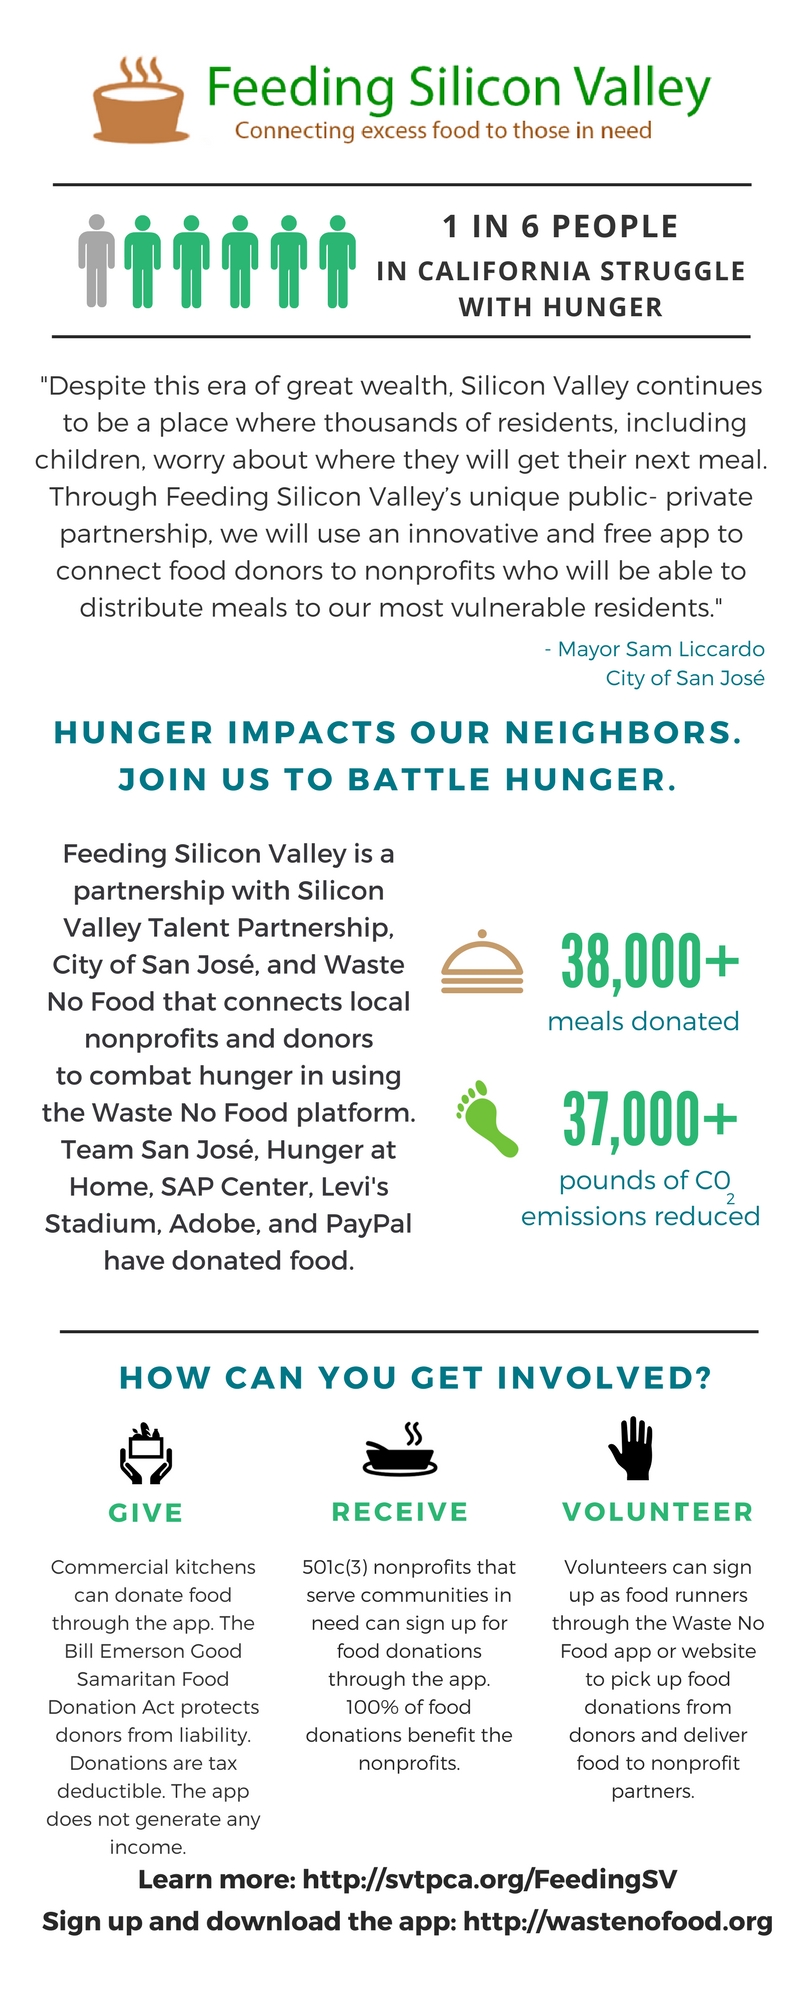 Feeding Silicon Valley
Connecting excess food to those in need
1 IN 6 PEOPLE
IN CALIFORNIA STRUGGLE
WITH HUNGER
"Despite this era of great wealth, Silicon Valley continues
to be a place where thousands of residents, including
children, worry about where they will get their next meal.
Through Feeding Silicon Valley’s unique public- private
partnership, we will use an innovative and free app to
connect food donors to nonprofits who will be able to
distribute meals to our most vulnerable residents."
- Mayor Sam Liccardo
City of San José
HUNGER IMPACTS OUR NEIGHBORS.
JOIN US TO BATTLE HUNGER.
Feeding Silicon Valley is a
partnership with Silicon
Valley Talent Partnership,
City of San José, and Waste
No Food that connects local
nonprofits and donors
to combat hunger in using
the Waste No Food platform.
Team San José, Hunger at
Home, SAP Center, Levi's
Stadium, Adobe, and PayPal
have donated food.
38,000+
meals donated
37,000+
pounds of C0
2
emissions reduced
HOW CAN YOU GET INVOLVED?
GIVE
Commercial kitchens
can donate food
through the app. The
Bill Emerson Good
Samaritan Food
Donation Act protects
donors from liability.
Donations are tax
deductible. The app
does not generate any
income.
RECEIVE
501c(3) nonprofits that
serve communities in
need can sign up for
food donations
through the app.
100% of food
donations benefit the
nonprofits.
VOLUNTEER
Volunteers can sign
up as food runners
through the Waste No
Food app or website
to pick up food
donations from
donors and deliver
food to nonprofit
partners.
Learn more: http://svtpca.org/FeedingSV
Sign up and download the app: http://wastenofood.org